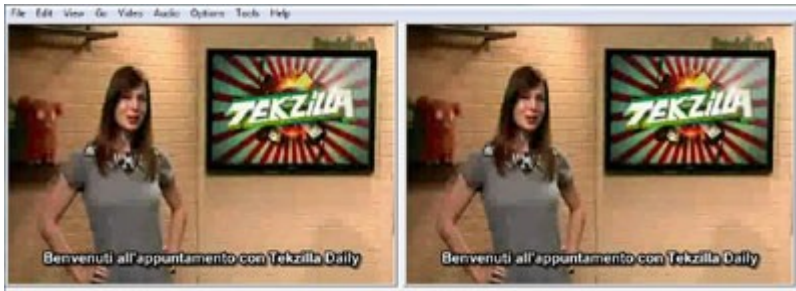 File Edit View Go Video Audio Options Tools Help
TEKZILLA
TEKZILLA
Benvenuti all'appuntamento con Tekzilla Daily
Benvenuti all'appuntamento con Tekzilla Daily